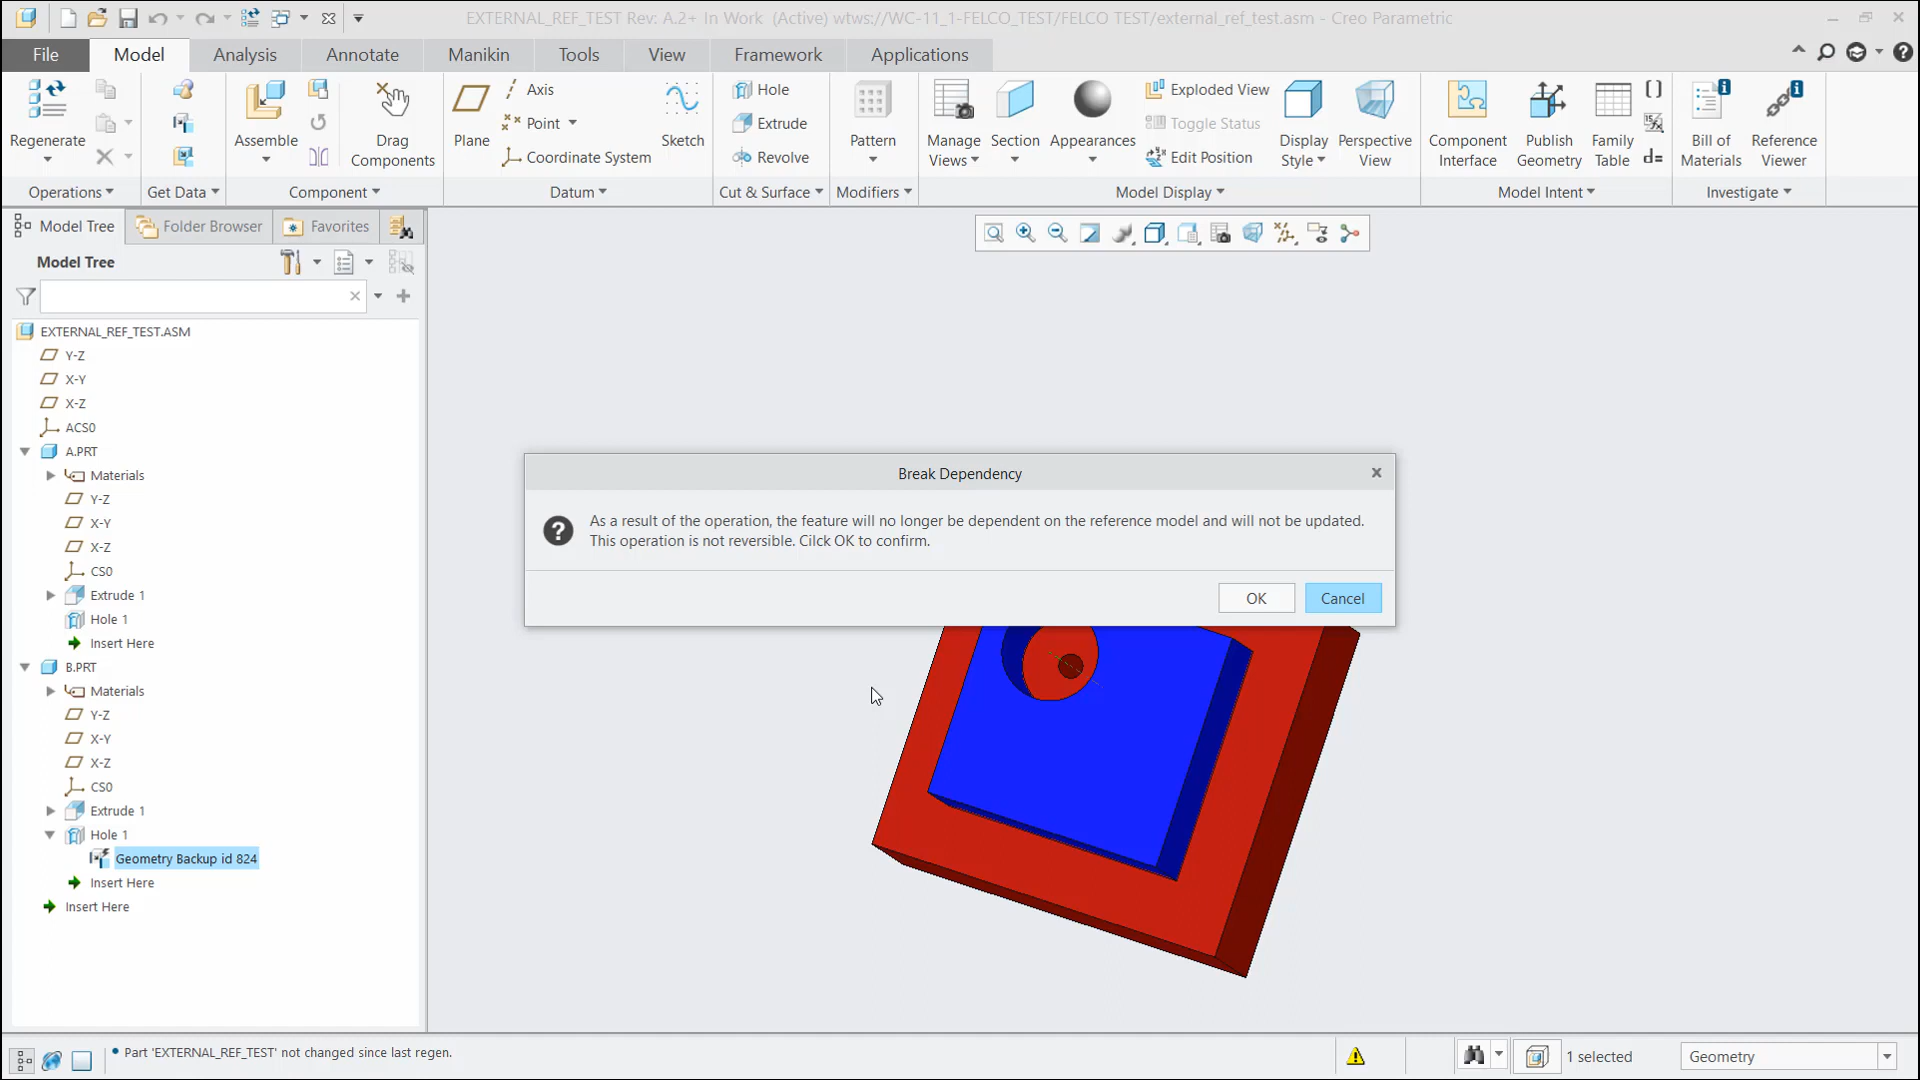 EXTERNAL_REF_TEST Rev: A.2+ In Work (Active) wtws://WC-11_1-FELCO_TEST/FELCO TEST/external_ref_test.asm - Creo Parametric
File Model Analysis Annotate Manikin Tools View Framework Applications
Regenerate
Assemble
Drag
Components
Plane
Axis
Point
Coordinate System
Sketch
Hole
Extrude
Revolve
Pattern
Manage
Views
Section
Appearances
Exploded View
Toggle Status
Edit Position
Display
Style
Perspective
View
Component
Interface
Publish
Geometry
Family
Table
d=
Bill of
Materials
Reference
Viewer
Operations Get Data Component Datum Cut & Surface Modifiers Model Display Model Intent Investigate
Model Tree Folder Browser Favorites
Model Tree
EXTERNAL_REF_TEST.ASM
Y-Z
X-Y
X-Z
ACS0
A.PRT
Materials
Y-Z
X-Y
X-Z
CS0
Extrude 1
Hole 1
Insert Here
B.PRT
Materials
Y-Z
X-Y
X-Z
CS0
Extrude 1
Hole 1
Geometry Backup id 824
Insert Here
Insert Here
Break Dependency
As a result of the operation, the feature will no longer be dependent on the reference model and will not be updated.
This operation is not reversible. Cilck OK to confirm.
OK Cancel
Part 'EXTERNAL_REF_TEST' not changed since last regen.
1 selected
Geometry